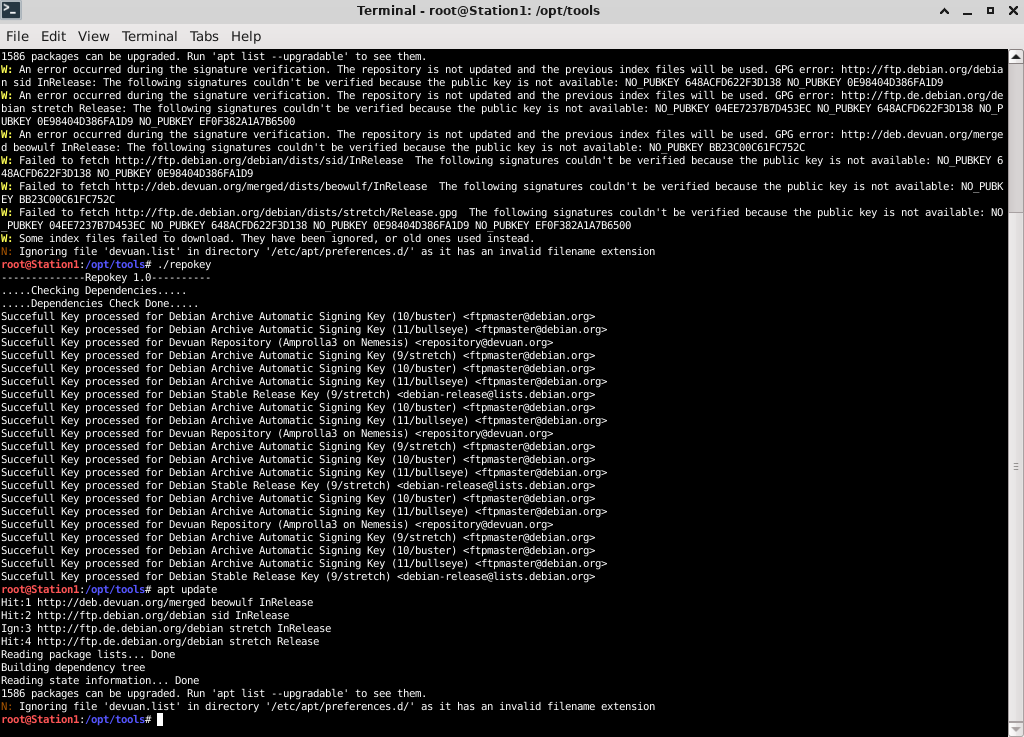 Terminal - root@Station1: /opt/tools
File Edit View Terminal Tabs Help
1586 packages can be upgraded. Run 'apt list --upgradable' to see them.
W: An error occurred during the signature verification. The repository is not updated and the previous index files will be used. GPG error: http://ftp.debian.org/debia
n sid InRelease: The following signatures couldn't be verified because the public key is not available: NO_PUBKEY 648ACFD622F3D138 NO_PUBKEY 0E98404D386FA1D9
W: An error occurred during the signature verification. The repository is not updated and the previous index files will be used. GPG error: http://ftp.de.debian.org/de
bian stretch Release: The following signatures couldn't be verified because the public key is not available: NO_PUBKEY 04EE7237B7D453EC NO_PUBKEY 648ACFD622F3D138 NO_P
UBKEY 0E98404D386FA1D9 NO_PUBKEY EF0F382A1A7B6500
W: An error occurred during the signature verification. The repository is not updated and the previous index files will be used. GPG error: http://deb.devuan.org/merge
d beowulf InRelease: The following signatures couldn't be verified because the public key is not available: NO_PUBKEY BB23C00C61FC752C
W: Failed to fetch http://ftp.debian.org/debian/dists/sid/InRelease  The following signatures couldn't be verified because the public key is not available: NO_PUBKEY 6
48ACFD622F3D138 NO_PUBKEY 0E98404D386FA1D9
W: Failed to fetch http://deb.devuan.org/merged/dists/beowulf/InRelease  The following signatures couldn't be verified because the public key is not available: NO_PUBK
EY BB23C00C61FC752C
W: Failed to fetch http://ftp.de.debian.org/debian/dists/stretch/Release.gpg  The following signatures couldn't be verified because the public key is not available: NO
_PUBKEY 04EE7237B7D453EC NO_PUBKEY 648ACFD622F3D138 NO_PUBKEY 0E98404D386FA1D9 NO_PUBKEY EF0F382A1A7B6500
W: Some index files failed to download. They have been ignored, or old ones used instead.
N: Ignoring file 'devuan.list' in directory '/etc/apt/preferences.d/' as it has an invalid filename extension
root@Station1:/opt/tools# ./repokey
--------------Repokey 1.0----------
.....Checking Dependencies.....
.....Dependencies Check Done.....
Succefull Key processed for Debian Archive Automatic Signing Key (10/buster) <ftpmaster@debian.org>
Succefull Key processed for Debian Archive Automatic Signing Key (11/bullseye) <ftpmaster@debian.org>
Succefull Key processed for Devuan Repository (Amprolla3 on Nemesis) <repository@devuan.org>
Succefull Key processed for Debian Archive Automatic Signing Key (9/stretch) <ftpmaster@debian.org>
Succefull Key processed for Debian Archive Automatic Signing Key (10/buster) <ftpmaster@debian.org>
Succefull Key processed for Debian Archive Automatic Signing Key (11/bullseye) <ftpmaster@debian.org>
Succefull Key processed for Debian Stable Release Key (9/stretch) <debian-release@lists.debian.org>
Succefull Key processed for Debian Archive Automatic Signing Key (10/buster) <ftpmaster@debian.org>
Succefull Key processed for Debian Archive Automatic Signing Key (11/bullseye) <ftpmaster@debian.org>
Succefull Key processed for Devuan Repository (Amprolla3 on Nemesis) <repository@devuan.org>
Succefull Key processed for Debian Archive Automatic Signing Key (9/stretch) <ftpmaster@debian.org>
Succefull Key processed for Debian Archive Automatic Signing Key (10/buster) <ftpmaster@debian.org>
Succefull Key processed for Debian Archive Automatic Signing Key (11/bullseye) <ftpmaster@debian.org>
Succefull Key processed for Debian Stable Release Key (9/stretch) <debian-release@lists.debian.org>
Succefull Key processed for Debian Archive Automatic Signing Key (10/buster) <ftpmaster@debian.org>
Succefull Key processed for Debian Archive Automatic Signing Key (11/bullseye) <ftpmaster@debian.org>
Succefull Key processed for Devuan Repository (Amprolla3 on Nemesis) <repository@devuan.org>
Succefull Key processed for Debian Archive Automatic Signing Key (9/stretch) <ftpmaster@debian.org>
Succefull Key processed for Debian Archive Automatic Signing Key (10/buster) <ftpmaster@debian.org>
Succefull Key processed for Debian Archive Automatic Signing Key (11/bullseye) <ftpmaster@debian.org>
Succefull Key processed for Debian Stable Release Key (9/stretch) <debian-release@lists.debian.org>
root@Station1:/opt/tools# apt update
Hit:1 http://deb.devuan.org/merged beowulf InRelease
Hit:2 http://ftp.debian.org/debian sid InRelease
Ign:3 http://ftp.de.debian.org/debian stretch InRelease
Hit:4 http://ftp.de.debian.org/debian stretch Release
Reading package lists... Done
Building dependency tree
Reading state information... Done
1586 packages can be upgraded. Run 'apt list --upgradable' to see them.
N: Ignoring file 'devuan.list' in directory '/etc/apt/preferences.d/' as it has an invalid filename extension
root@Station1:/opt/tools#